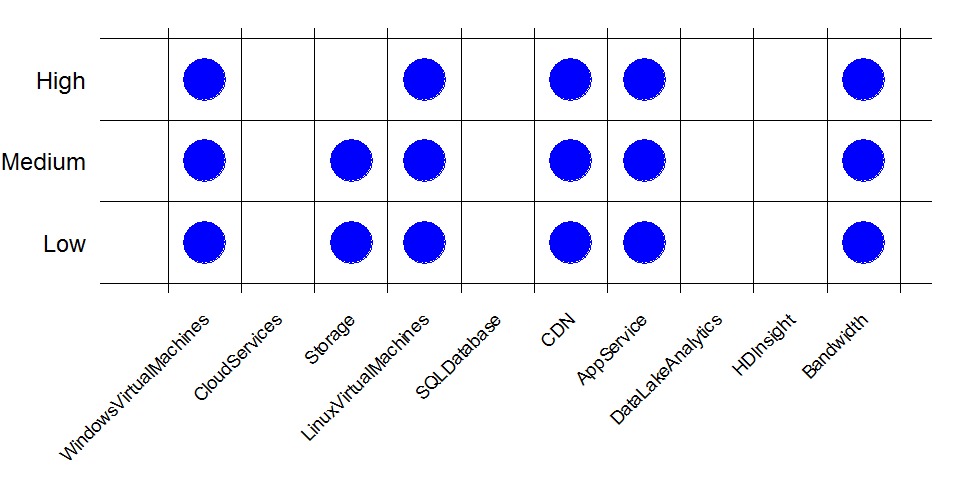 High
Medium
Low
WindowsVirtualMachines
CloudServices
Storage
LinuxVirtualMachines
SQLDatabase
CDN
AppService
DataLakeAnalytics
HDInsight
Bandwidth